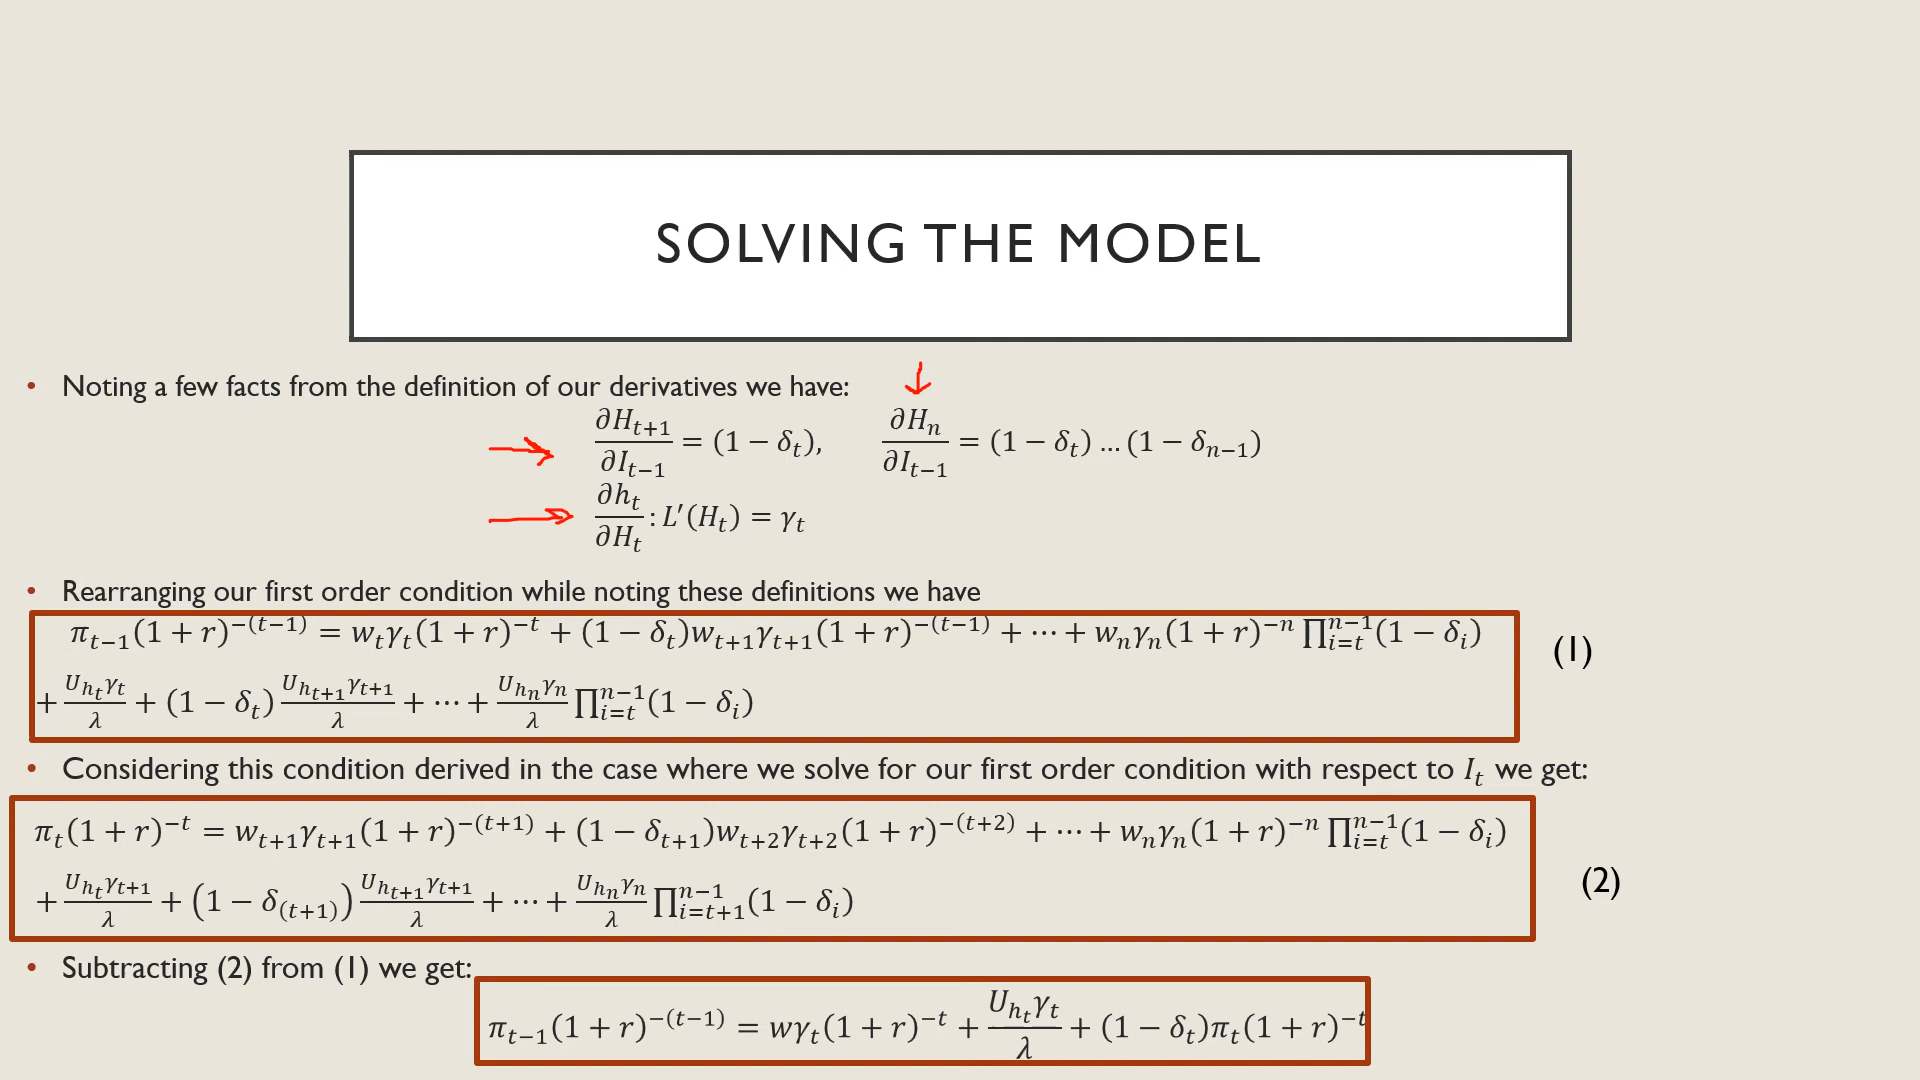 SOLVING THE MODEL
• Noting a few facts from the definition of our derivatives we have:
∂H_{t+1}/∂I_{t−1} = (1 − δ_t), ∂H_n/∂I_{t−1} = (1 − δ_t) … (1 − δ_{n−1})
∂h_t/∂H_t : L′(H_t) = γ_t
• Rearranging our first order condition while noting these definitions we have
π_{t−1}(1 + r)^{−(t−1)} = w_tγ_t(1 + r)^{−t} + (1 − δ_t)w_{t+1}γ_{t+1}(1 + r)^{−(t−1)} + ⋯ + w_nγ_n(1 + r)^{−n} ∏_{i=t}^{n−1}(1 − δ_i)
+ U_{h_t}γ_t/λ + (1 − δ_t) U_{h_{t+1}}γ_{t+1}/λ + ⋯ + U_{h_n}γ_n/λ ∏_{i=t}^{n−1}(1 − δ_i)
(1)
• Considering this condition derived in the case where we solve for our first order condition with respect to I_t we get:
π_t(1 + r)^{−t} = w_{t+1}γ_{t+1}(1 + r)^{−(t+1)} + (1 − δ_{t+1})w_{t+2}γ_{t+2}(1 + r)^{−(t+2)} + ⋯ + w_nγ_n(1 + r)^{−n} ∏_{i=t}^{n−1}(1 − δ_i)
+ U_{h_t}γ_{t+1}/λ + (1 − δ_{(t+1)}) U_{h_{t+1}}γ_{t+1}/λ + ⋯ + U_{h_n}γ_n/λ ∏_{i=t+1}^{n−1}(1 − δ_i)
(2)
• Subtracting (2) from (1) we get:
π_{t−1}(1 + r)^{−(t−1)} = wγ_t(1 + r)^{−t} + U_{h_t}γ_t/λ + (1 − δ_t)π_t(1 + r)^{−t}